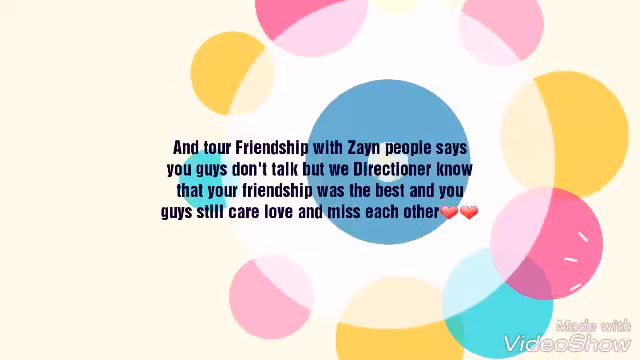 And tour Friendship with Zayn people says
you guys don't talk but we Directioner know
that your friendship was the best and you
guys still care love and miss each other❤❤
Made with
VideoShow